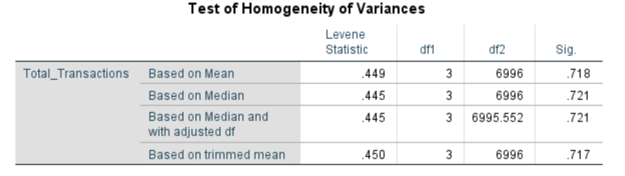 Test of Homogeneity of Variances
Levene
Statistic df1 df2 Sig.
Total_Transactions Based on Mean .449 3 6996 .718
Based on Median .445 3 6996 .721
Based on Median and
with adjusted df .445 3 6995.552 .721
Based on trimmed mean .450 3 6996 .717